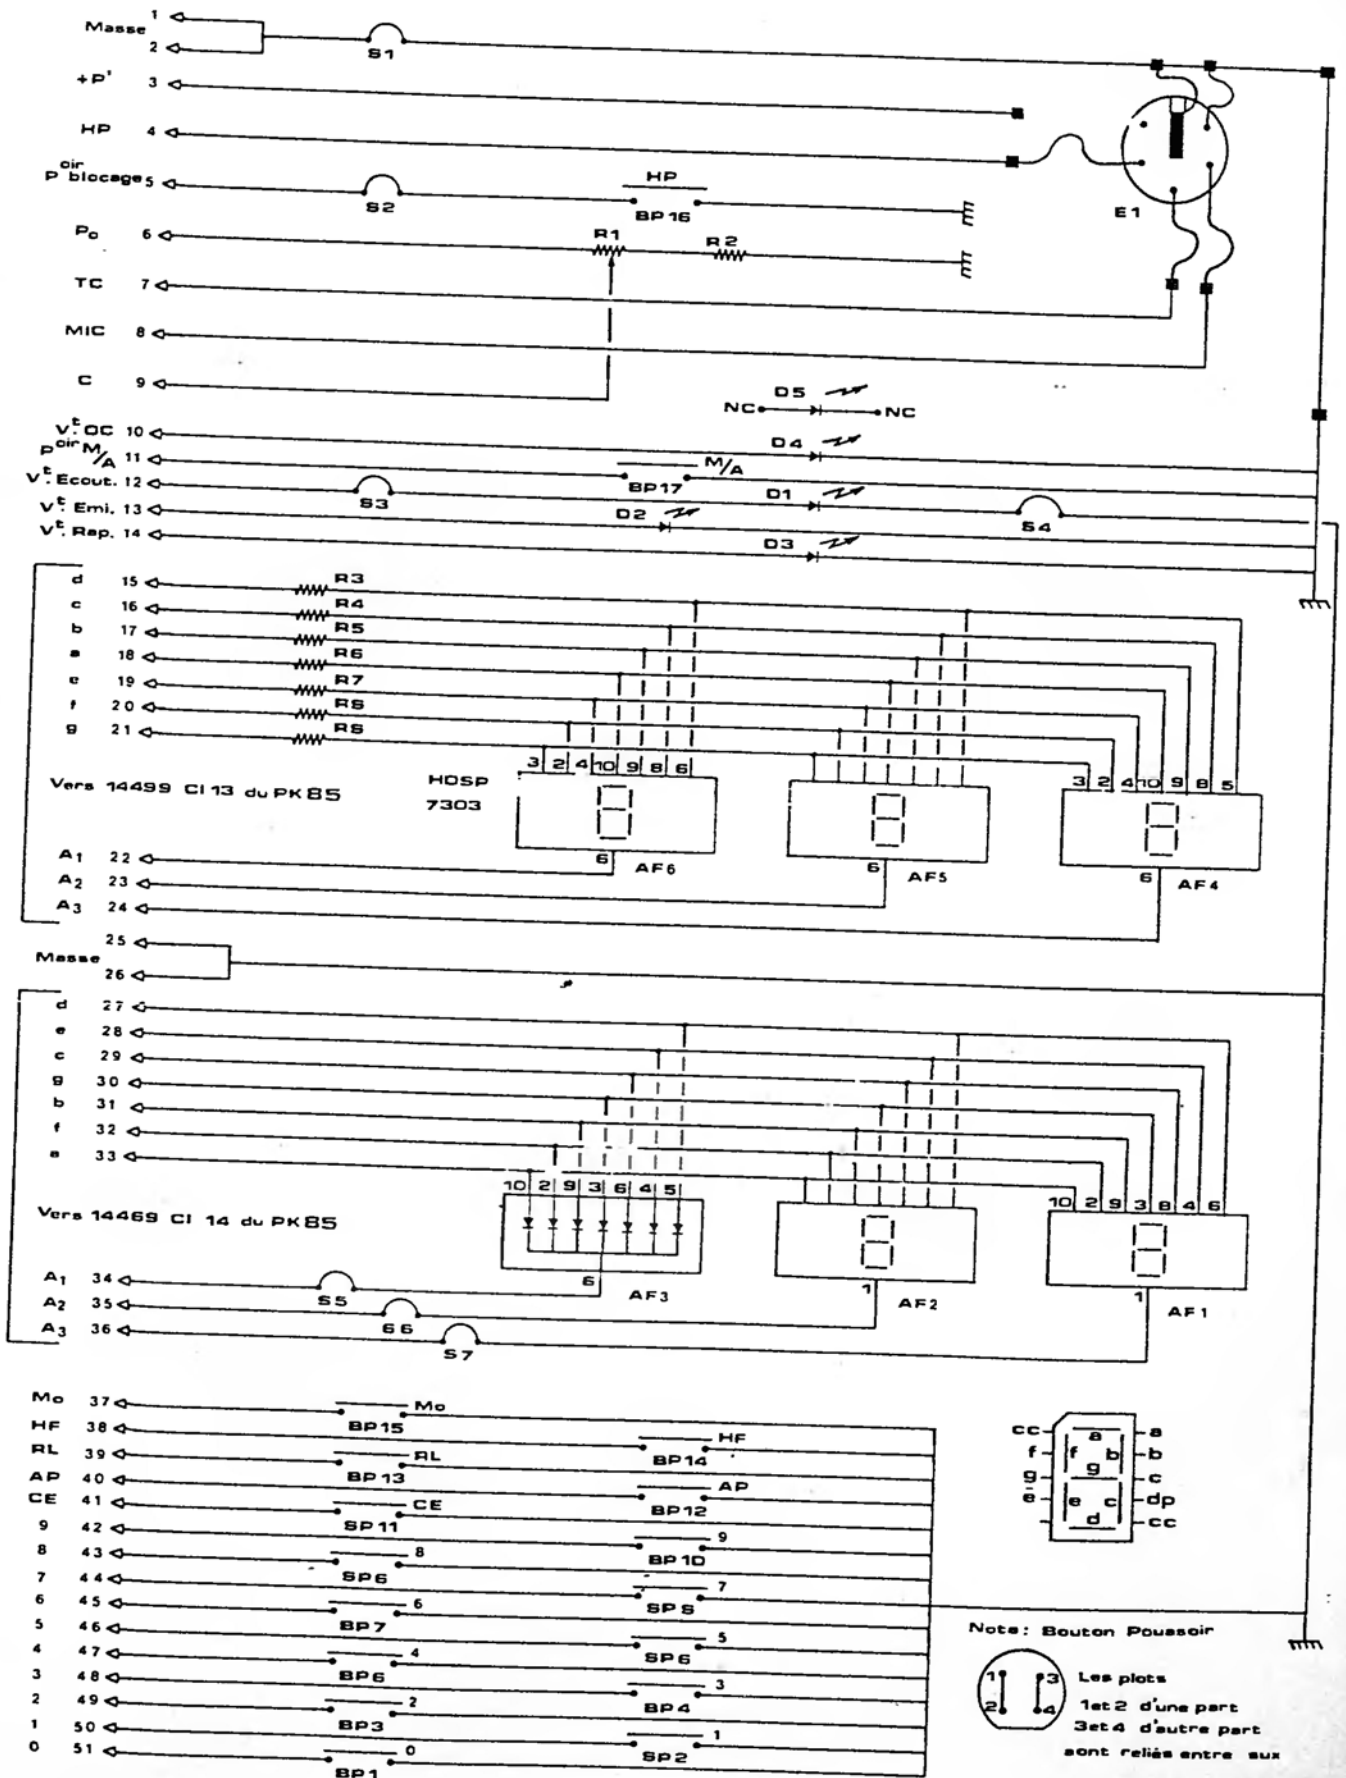 Masse 1
2
S1
+P' 3
HP 4
E1
P oir blocage 5
S2
HP
BP16
Po 6
R1 R2
TC 7
MIC 8
C 9
D5
NC NC
V.t OC 10
D4
P oir M/A 11
BP17 M/A
V.t Ecout. 12
S3
D1
S4
V.t Emi. 13
D2
V.t Rap. 14
D3
d 15 R3
c 16 R4
b 17 R5
a 18 R6
e 19 R7
f 20 RS
g 21 RS
3 2 4 10 9 8 6
3 2 4 10 9 8 5
Vers 14499 CI 13 du PK85
HDSP
7303
6 AF6
6 AF5
6 AF4
A1 22
A2 23
A3 24
25
Masse
26
d 27
e 28
c 29
g 30
b 31
f 32
a 33
10 2 9 3 6 4 5
10 2 9 3 8 4 6
Vers 14469 CI 14 du PK85
6 AF3
1 AF2
1 AF1
A1 34 S5
A2 35 66
A3 36 S7
Mo 37 BP15 Mo
HF 38 BP14 HF
RL 39 BP13 RL
AP 40 BP12 AP
CE 41 SP11 CE
9 42 BP10 9
8 43 SP6 8
7 44 SPS 7
6 45 BP7 6
5 46 SP6 5
4 47 BP6 4
3 48 BP4 3
2 49 BP3 2
1 50 SP2 1
0 51 BP1 0
cc a a
f f b b
g g c
e e c dp
d cc
Note: Bouton Poussoir
1 3 Les plots
2 4 1et 2 d'une part
3et 4 d'autre part
sont reliés entre eux